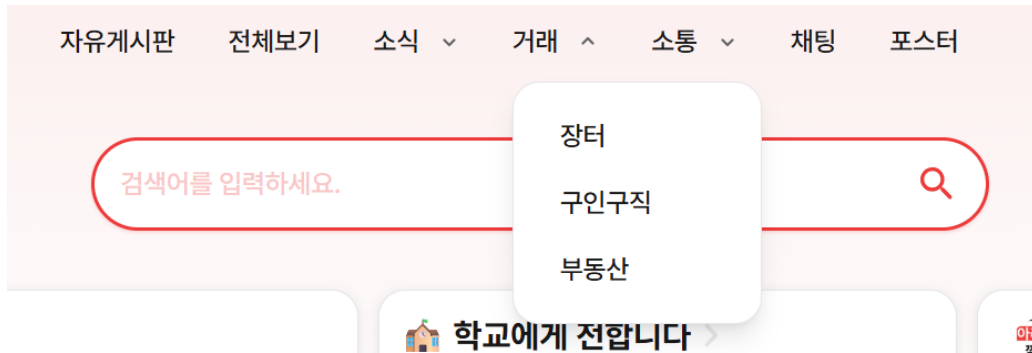 자유게시판 전체보기 소식 거래 소통 채팅 포스터
장터
검색어를 입력하세요.
구인구직
부동산
학교에게 전합니다